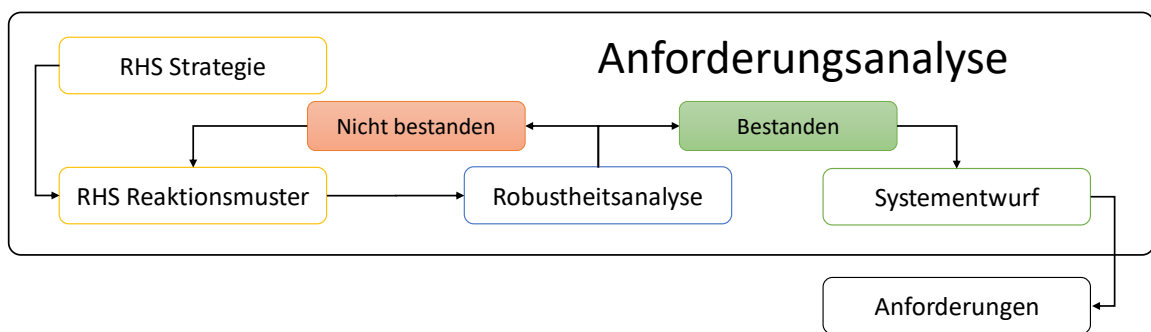 Anforderungsanalyse
RHS Strategie
Nicht bestanden
Bestanden
RHS Reaktionsmuster
Robustheitsanalyse
Systementwurf
Anforderungen